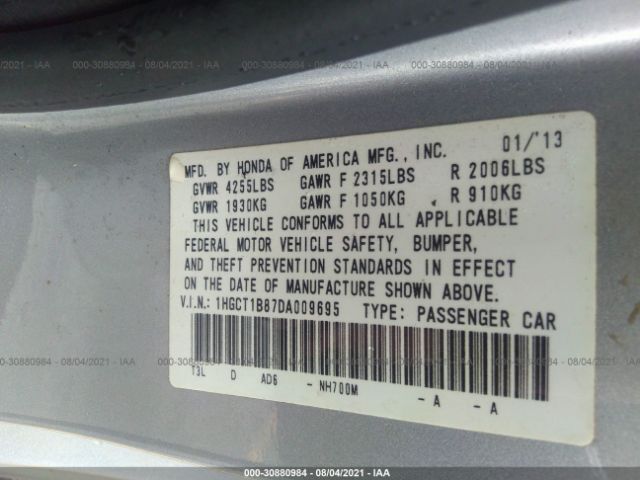 000-30880984 - 08/04/2021 - IAA
MFD. BY HONDA OF AMERICA MFG., INC. 01/'13
GVWR 4255LBS GAWR F 2315LBS R 2006LBS
GVWR 1930KG GAWR F 1050KG R 910KG
THIS VEHICLE CONFORMS TO ALL APPLICABLE
FEDERAL MOTOR VEHICLE SAFETY, BUMPER,
AND THEFT PREVENTION STANDARDS IN EFFECT
ON THE DATE OF MANUFACTURE SHOWN ABOVE.
V.I.N.: 1HGCT1B87DA009695 TYPE: PASSENGER CAR
T3L D AD6 - NH700M - A - A
000-30880984 - 08/04/2021 - IAA